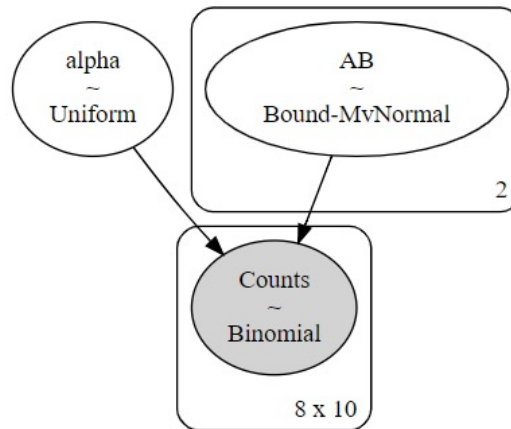 alpha
~
Uniform
AB
~
Bound-MvNormal
2
Counts
~
Binomial
8 x 10